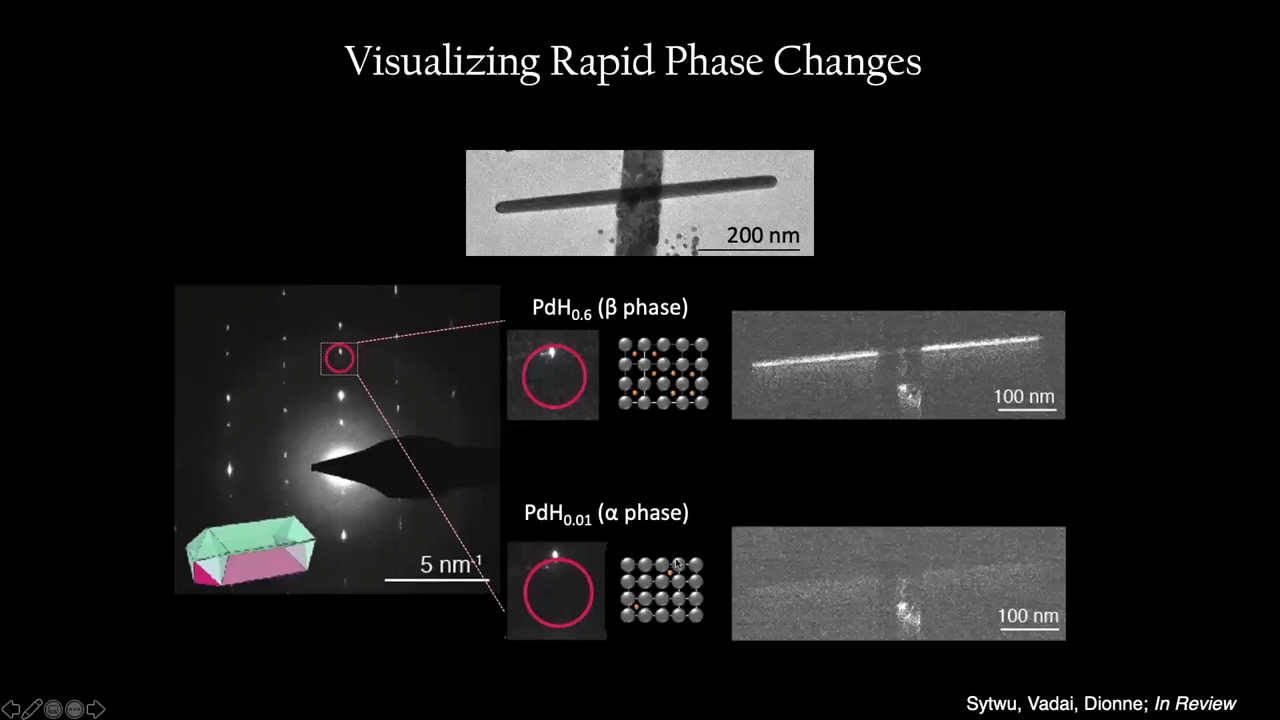 Visualizing Rapid Phase Changes
200 nm
PdH0.6 (β phase)
100 nm
5 nm-1
PdH0.01 (α phase)
100 nm
Sytwu, Vadai, Dionne; In Review